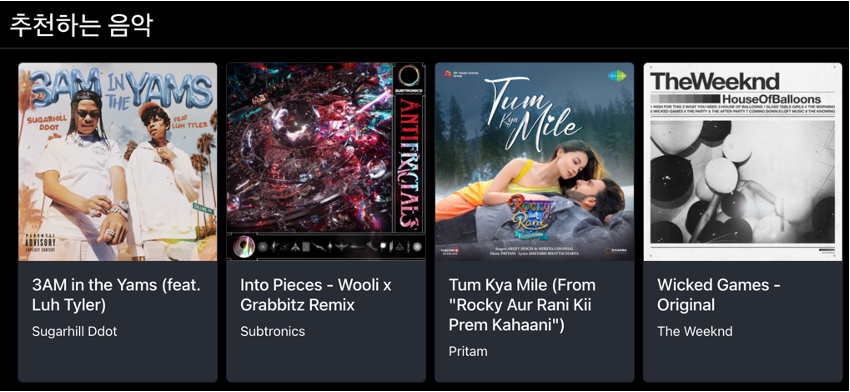 추천하는 음악
3AM IN THE YAMS
SUGARHILL DDOT
FEAT LUH TYLER
PARENTAL
ADVISORY
EXPLICIT CONTENT
SUBTRONICS
ANTIFRACTALS
Tum
Kya
Mile
Rocky
Aur
Rani
TheWeeknd
HouseOfBalloons
3AM in the Yams (feat.
Luh Tyler)
Sugarhill Ddot
Into Pieces - Wooli x
Grabbitz Remix
Subtronics
Tum Kya Mile (From
"Rocky Aur Rani Kii
Prem Kahaani")
Pritam
Wicked Games -
Original
The Weeknd